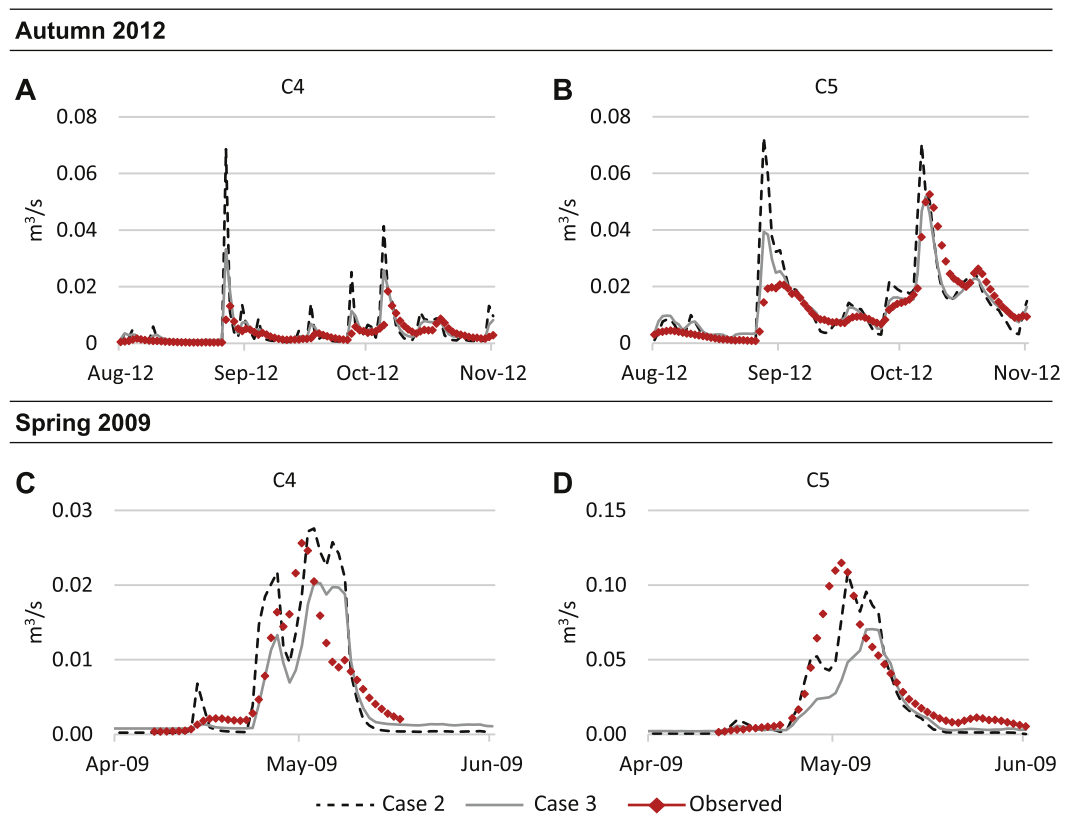 Autumn 2012
A
C4
0.08
0.06
0.04
0.02
0
m³/s
Aug-12 Sep-12 Oct-12 Nov-12
B
C5
0.08
0.06
0.04
0.02
0
m³/s
Aug-12 Sep-12 Oct-12 Nov-12
Spring 2009
C
C4
0.03
0.02
0.01
0.00
m³/s
Apr-09 May-09 Jun-09
D
C5
0.15
0.10
0.05
0.00
m³/s
Apr-09 May-09 Jun-09
Case 2 Case 3 Observed